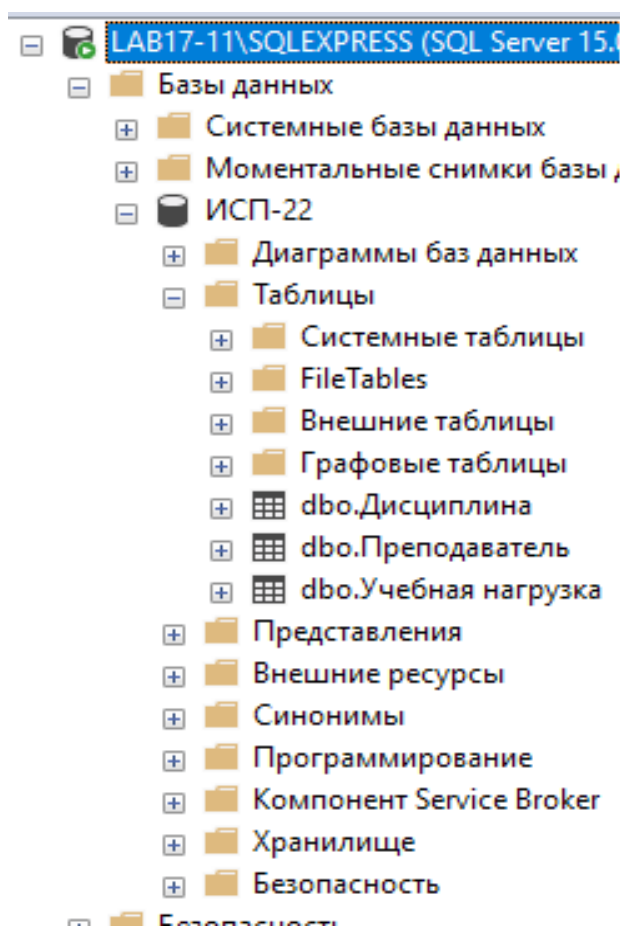 LAB17-11\SQLEXPRESS (SQL Server 15.0
Базы данных
Системные базы данных
Моментальные снимки базы
ИСП-22
Диаграммы баз данных
Таблицы
Системные таблицы
FileTables
Внешние таблицы
Графовые таблицы
dbo.Дисциплина
dbo.Преподаватель
dbo.Учебная нагрузка
Представления
Внешние ресурсы
Синонимы
Программирование
Компонент Service Broker
Хранилище
Безопасность
Безопасность